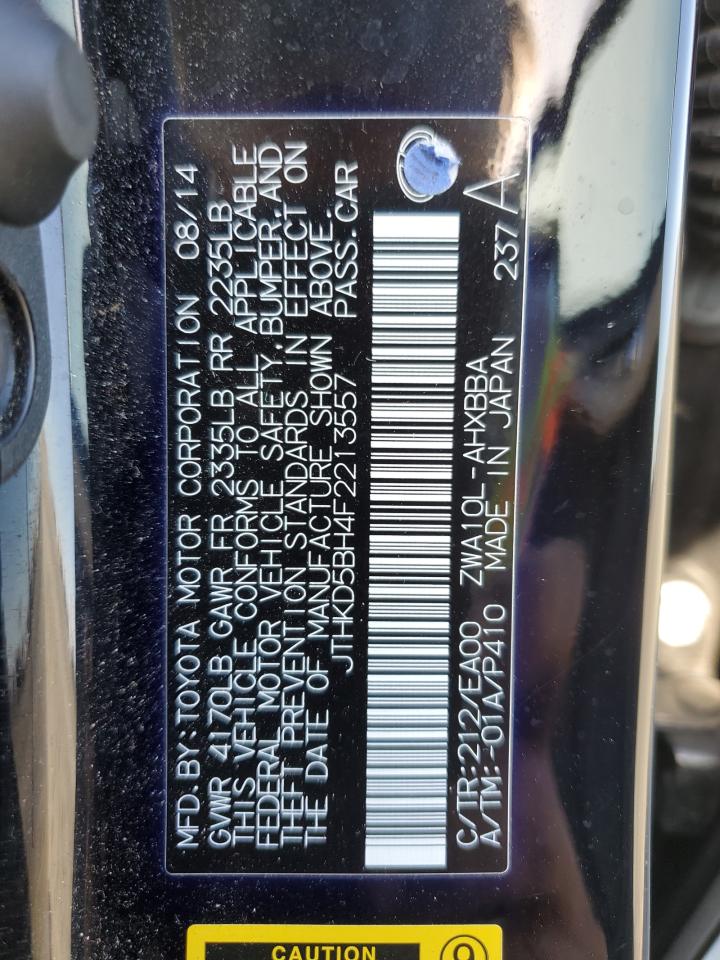 MFD.BY:TOYOTA MOTOR CORPORATION 08/14
GVWR 4170LB GAWR FR 2335LB RR 2235LB
THIS VEHICLE CONFORMS TO ALL APPLICABLE
FEDERAL MOTOR VEHICLE SAFETY,BUMPER,AND
THEFT PREVENTION STANDARDS IN EFFECT ON
THE DATE OF MANUFACTURE SHOWN ABOVE.
JTHKD5BH4F2213557 PASS.CAR
C/TR:212/EA00 ZWA10L-AHXBBA
A/TM:-01A/P410 MADE IN JAPAN 237 A
CAUTION